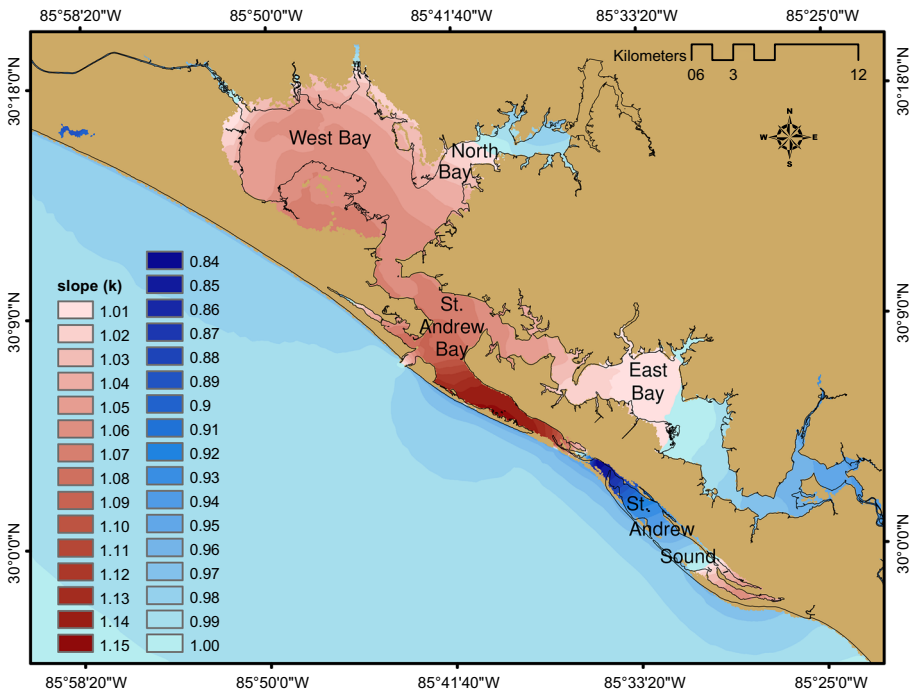 85°58'20"W 85°50'0"W 85°41'40"W 85°33'20"W 85°25'0"W
Kilometers
06 3 12
30°18'0"N 30°18'0"N
N
W E
S
West Bay
North
Bay
slope (k)
1.01
1.02
1.03
1.04
1.05
1.06
1.07
1.08
1.09
1.10
1.11
1.12
1.13
1.14
1.15
0.84
0.85
0.86
0.87
0.88
0.89
0.9
0.91
0.92
0.93
0.94
0.95
0.96
0.97
0.98
0.99
1.00
30°9'0"N 30°9'0"N
St.
Andrew
Bay
East
Bay
St.
Andrew
Sound
30°0'0"N 30°0'0"N
85°58'20"W 85°50'0"W 85°41'40"W 85°33'20"W 85°25'0"W